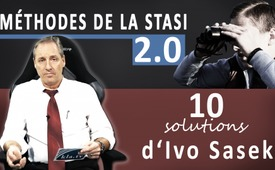 MÉTHODES DE LA STASI
2.0
10
solutions
d'Ivo Sasek